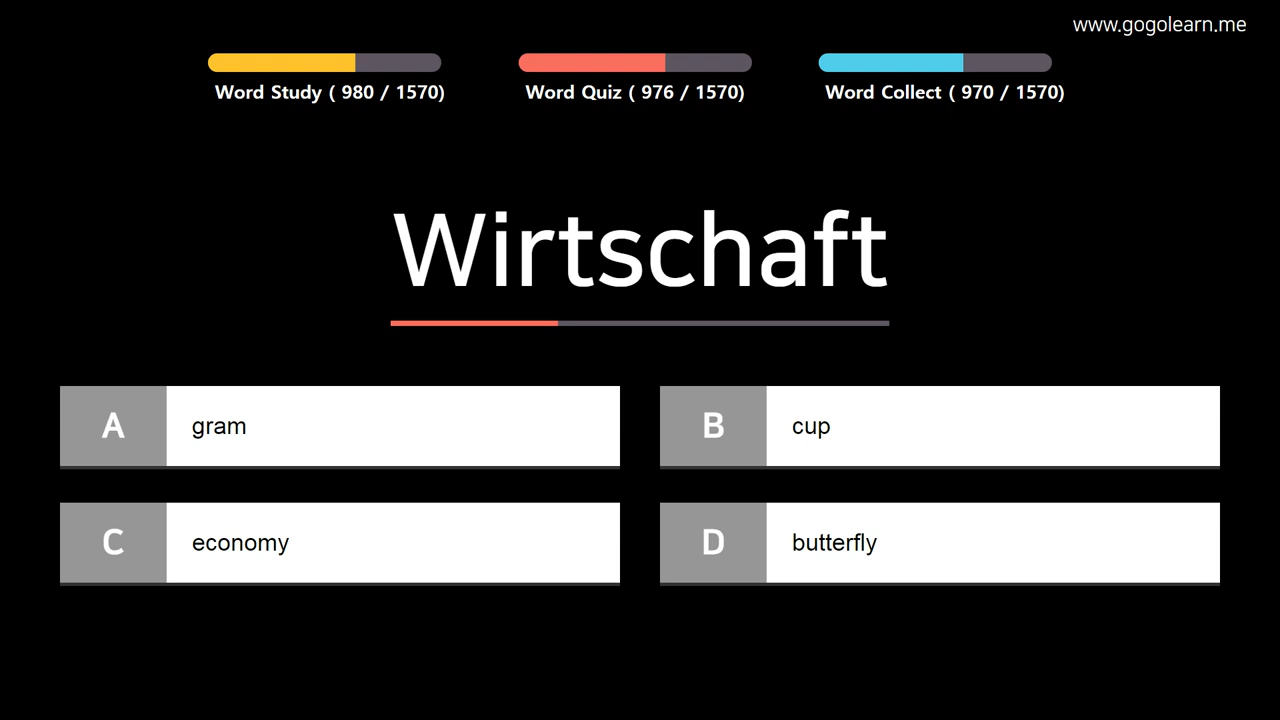 www.gogolearn.me
Word Study ( 980 / 1570)
Word Quiz ( 976 / 1570)
Word Collect ( 970 / 1570)
Wirtschaft
A gram
B cup
C economy
D butterfly